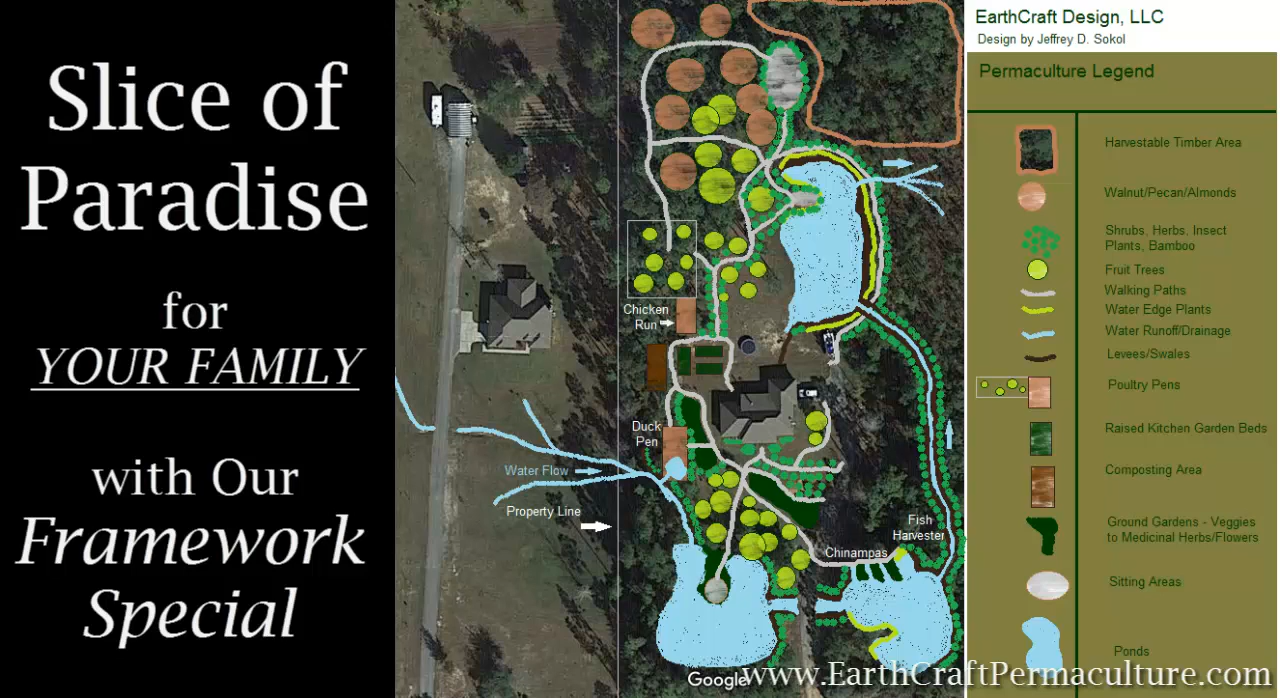 Slice of
Paradise
for
YOUR FAMILY
with Our
Framework
Special
Chicken
Run
Duck
Pen
Water Flow
Property Line
Fish
Harvester
Chinampas
Google
EarthCraft Design, LLC
Design by Jeffrey D. Sokol
Permaculture Legend
Harvestable Timber Area
Walnut/Pecan/Almonds
Shrubs, Herbs, Insect
Plants, Bamboo
Fruit Trees
Walking Paths
Water Edge Plants
Water Runoff/Drainage
Levees/Swales
Poultry Pens
Raised Kitchen Garden Beds
Composting Area
Ground Gardens - Veggies
to Medicinal Herbs/Flowers
Sitting Areas
Ponds
www.EarthCraftPermaculture.com